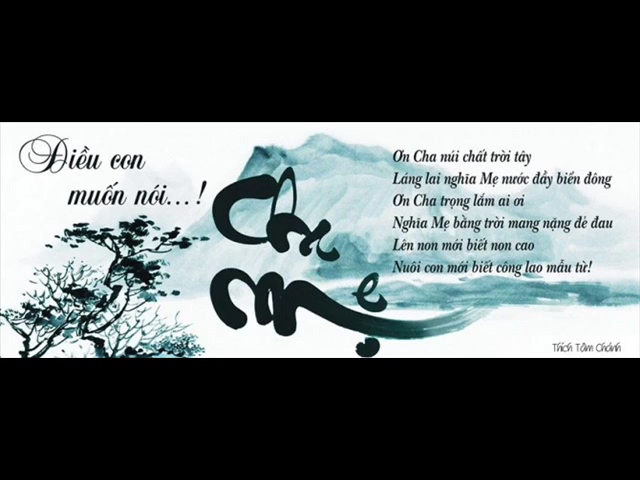 Điều con
muốn nói...!
Cha
Mẹ
Ơn Cha núi chất trời tây
Láng lai nghĩa Mẹ mước đầy biển đông
Ơn Cha trọng lắm ai ơi
Nghĩa Mẹ bằng trời mang nặng đẻ đau
Lên non mới biết non cao
Nuôi con mới biết công lao mẫu từ!
Thích Tâm Chánh